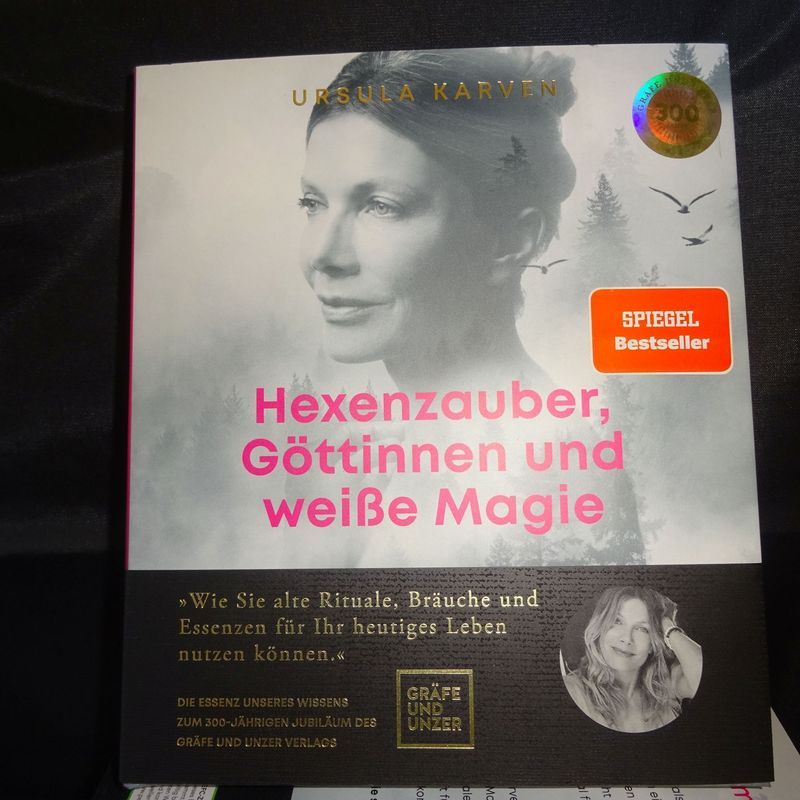 URSULA KARVEN
GRÄFE
300
SPIEGEL
Bestseller
Hexenzauber,
Göttinnen und
weiße Magie
»Wie Sie alte Rituale, Bräuche und
Essenzen für Ihr heutiges Leben
nutzen können.«
DIE ESSENZ UNSERES WISSENS
ZUM 300-JÄHRIGEN JUBILÄUM DES
GRÄFE UND UNZER VERLAGS
GRÄFE
UND
UNZER